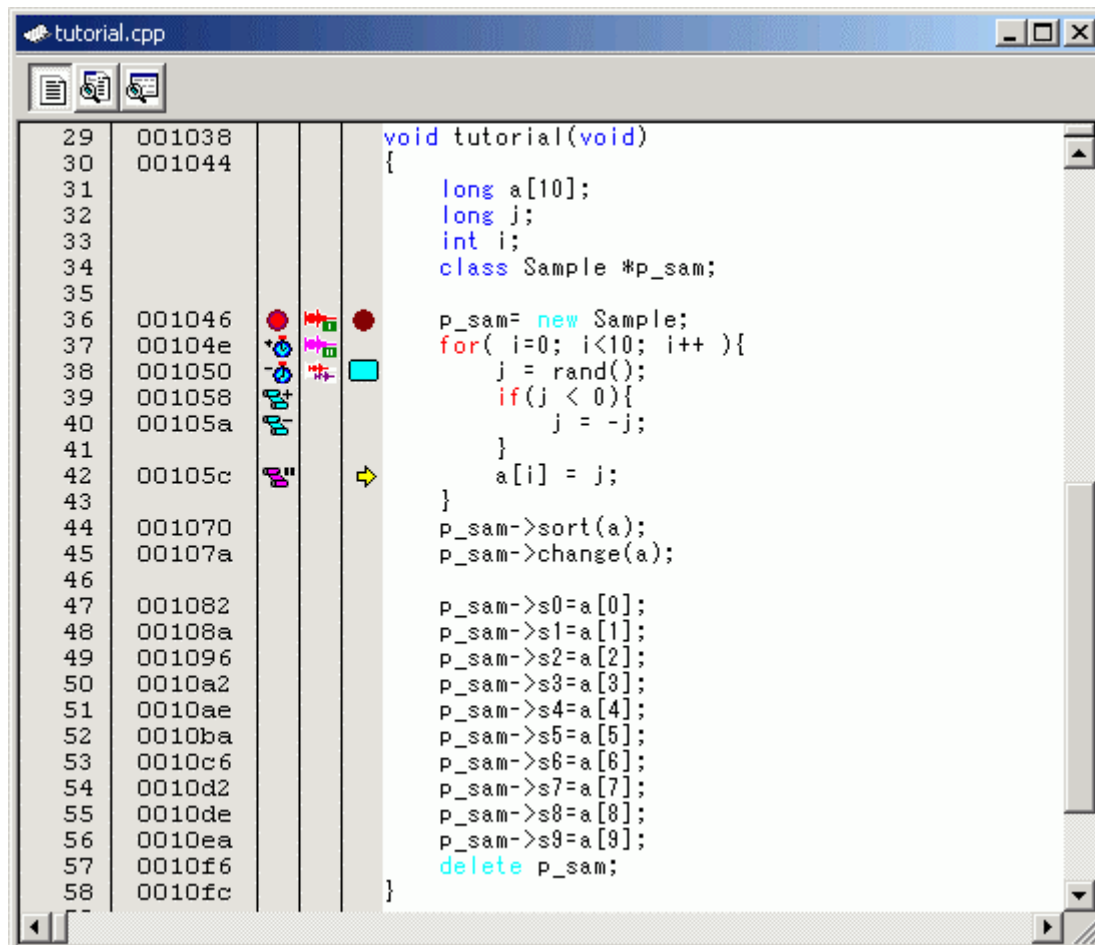 tutorial.cpp
29 001038 void tutorial(void)
30 001044 {
31 long a[10];
32 long j;
33 int i;
34 class Sample *p_sam;
35
36 001046 p_sam= new Sample;
37 00104e for( i=0; i<10; i++ ){
38 001050 j = rand();
39 001058 if(j < 0){
40 00105a j = -j;
41 }
42 00105c a[i] = j;
43 }
44 001070 p_sam->sort(a);
45 00107a p_sam->change(a);
46
47 001082 p_sam->s0=a[0];
48 00108a p_sam->s1=a[1];
49 001096 p_sam->s2=a[2];
50 0010a2 p_sam->s3=a[3];
51 0010ae p_sam->s4=a[4];
52 0010ba p_sam->s5=a[5];
53 0010c6 p_sam->s6=a[6];
54 0010d2 p_sam->s7=a[7];
55 0010de p_sam->s8=a[8];
56 0010ea p_sam->s9=a[9];
57 0010f6 delete p_sam;
58 0010fc }